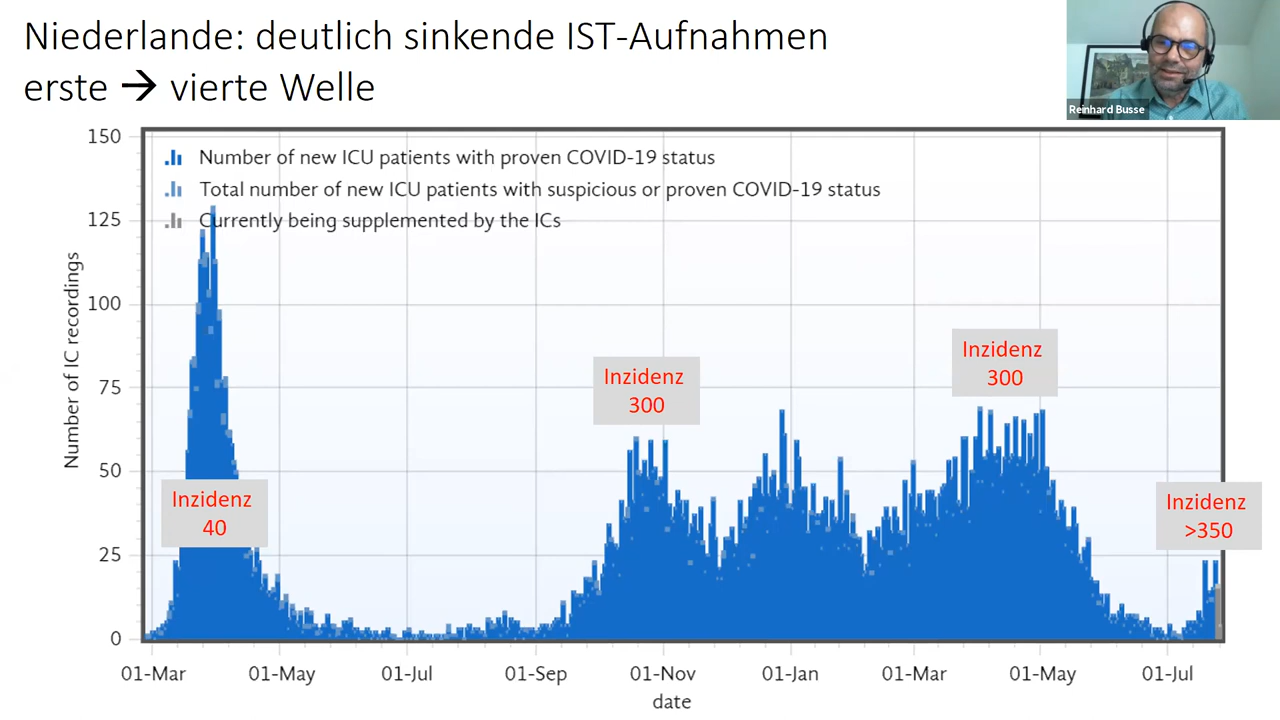 Niederlande: deutlich sinkende IST-Aufnahmen
erste → vierte Welle
Reinhard Busse
150
125
100
75
50
25
0
Number of IC recordings
Number of new ICU patients with proven COVID-19 status
Total number of new ICU patients with suspicious or proven COVID-19 status
Currently being supplemented by the ICs
Inzidenz
40
Inzidenz
300
Inzidenz
300
Inzidenz
>350
01-Mar 01-May 01-Jul 01-Sep 01-Nov 01-Jan 01-Mar 01-May 01-Jul
date